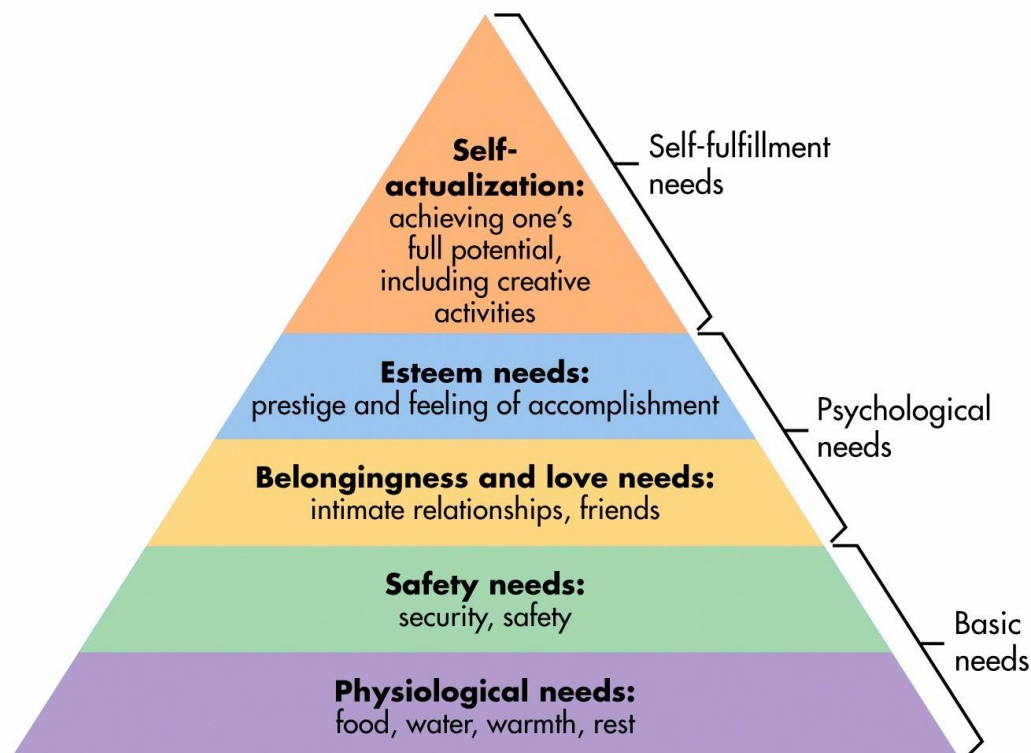 Self-
actualization:
achieving one’s
full potential,
including creative
activities
Self-fulfillment
needs
Esteem needs:
prestige and feeling of accomplishment
Psychological
needs
Belongingness and love needs:
intimate relationships, friends
Safety needs:
security, safety
Basic
needs
Physiological needs:
food, water, warmth, rest